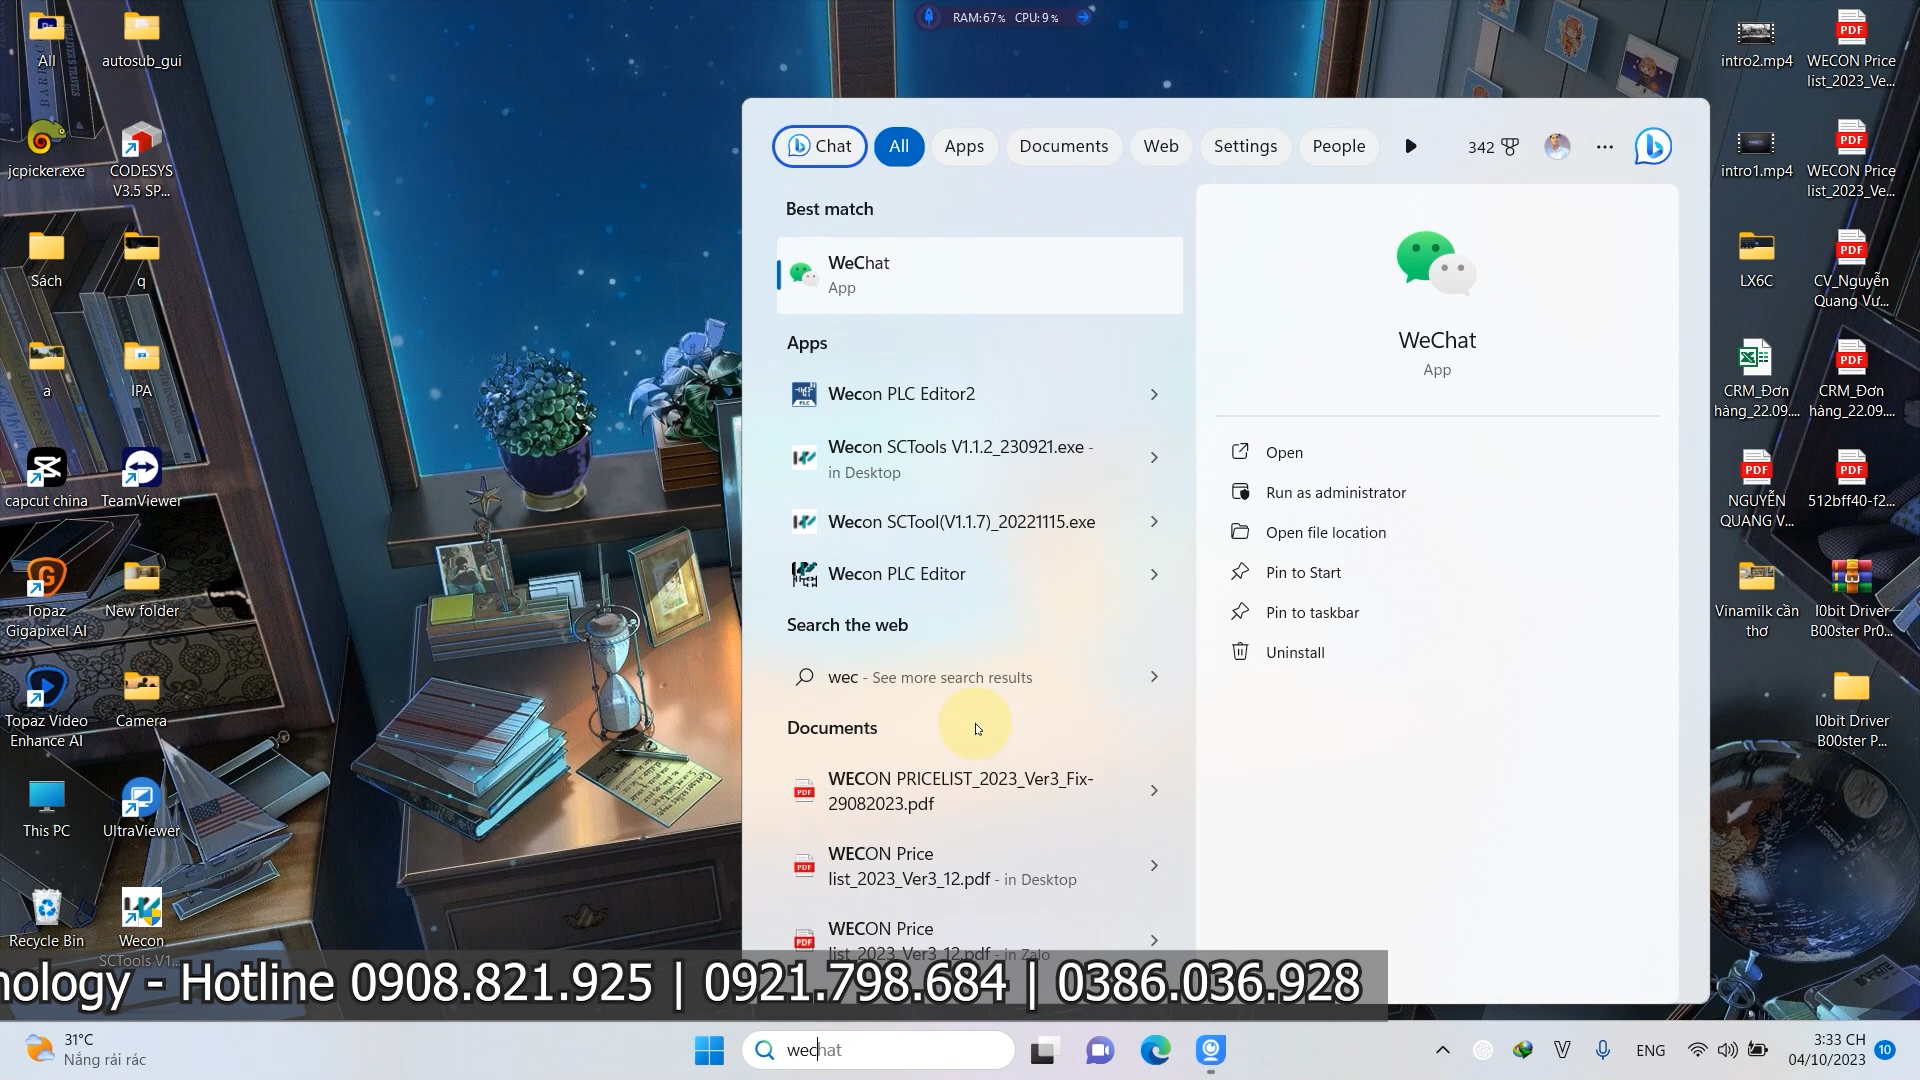 RAM:67% CPU:9%
All
autosub_gui
jcpicker.exe
CODESYS
V3.5 SP...
Sách
q
a
IPA
capcut china
TeamViewer
Topaz
Gigapixel AI
New folder
Topaz Video
Enhance AI
Camera
This PC
UltraViewer
Recycle Bin
Wecon
SCTools V1...
Chat
All
Apps
Documents
Web
Settings
People
342
Best match
WeChat
App
Apps
Wecon PLC Editor2
Wecon SCTools V1.1.2_230921.exe -
in Desktop
Wecon SCTool(V1.1.7)_20221115.exe
Wecon PLC Editor
Search the web
wec - See more search results
Documents
WECON PRICELIST_2023_Ver3_Fix-
29082023.pdf
WECON Price
list_2023_Ver3_12.pdf - in Desktop
WECON Price
list_2023_Ver3_12.pdf - in Zalo
WeChat
App
Open
Run as administrator
Open file location
Pin to Start
Pin to taskbar
Uninstall
intro2.mp4
WECON Price
list_2023_Ve...
intro1.mp4
WECON Price
list_2023_Ve...
LX6C
CV_Nguyễn
Quang Vư...
CRM_Đơn
hàng_22.09....
CRM_Đơn
hàng_22.09....
NGUYỄN
QUANG V...
512bff40-f2...
Vinamilk cần
thơ
I0bit Driver
B00ster Pr0...
I0bit Driver
B00ster P...
nology - Hotline 0908.821.925 | 0921.798.684 | 0386.036.928
31°C
Nắng rải rác
wechat
ENG
3:33 CH
04/10/2023
10